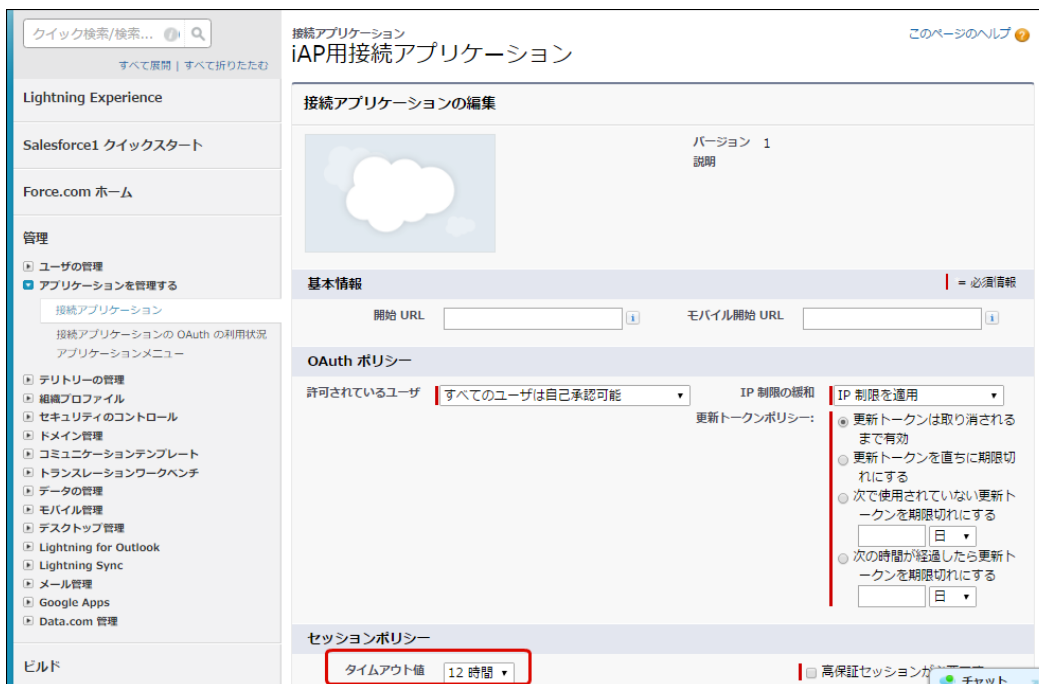 クイック検索/検索...
すべて展開 | すべて折りたたむ
Lightning Experience
Salesforce1 クイックスタート
Force.com ホーム
管理
ユーザの管理
アプリケーションを管理する
接続アプリケーション
接続アプリケーションの OAuth の利用状況
アプリケーションメニュー
テリトリーの管理
組織プロファイル
セキュリティのコントロール
ドメイン管理
コミュニケーションテンプレート
トランスレーションワークベンチ
データの管理
モバイル管理
デスクトップ管理
Lightning for Outlook
Lightning Sync
メール管理
Google Apps
Data.com 管理
ビルド
接続アプリケーション
iAP用接続アプリケーション
このページのヘルプ
接続アプリケーションの編集
バージョン 1
説明
基本情報
= 必須情報
開始 URL
モバイル開始 URL
OAuth ポリシー
許可されているユーザ すべてのユーザは自己承認可能
IP 制限の緩和 IP 制限を適用
更新トークンポリシー:
更新トークンは取り消される
まで有効
更新トークンを直ちに期限切
れにする
次で使用されていない更新ト
ークンを期限切れにする
日
次の時間が経過したら更新ト
ークンを期限切れにする
日
セッションポリシー
タイムアウト値 12 時間
高保証セッションが
チャット